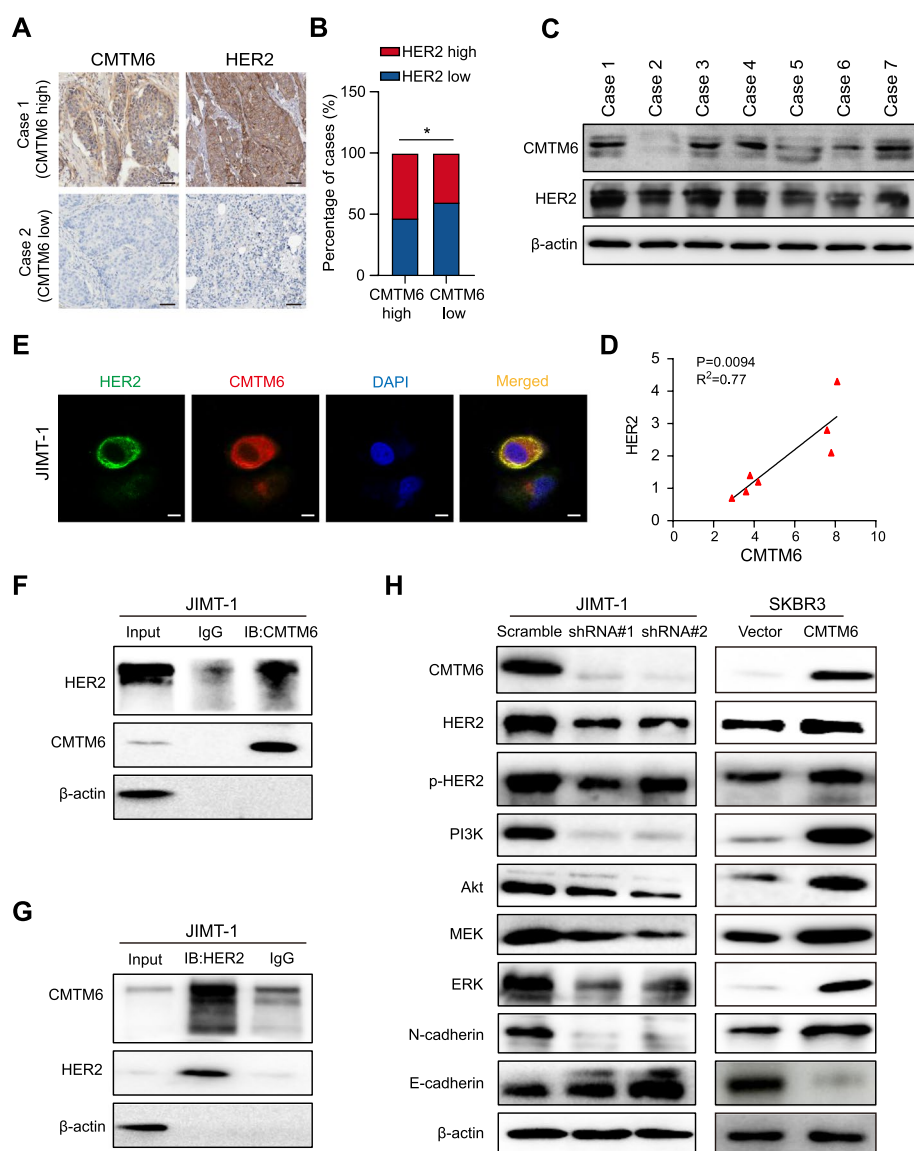 A
CMTM6
HER2
Case 1
(CMTM6 high)
Case 2
(CMTM6 low)
B
HER2 high
HER2 low
Percentage of cases (%)
150
100
50
0
*
CMTM6
high
CMTM6
low
C
Case 1
Case 2
Case 3
Case 4
Case 5
Case 6
Case 7
CMTM6
HER2
β-actin
E
HER2
CMTM6
DAPI
Merged
JIMT-1
D
P=0.0094
R²=0.77
HER2
5
4
3
2
1
0
0
2
4
6
8
10
CMTM6
F
JIMT-1
Input
IgG
IB:CMTM6
HER2
CMTM6
β-actin
G
JIMT-1
Input
IB:HER2
IgG
CMTM6
HER2
β-actin
H
JIMT-1
SKBR3
Scramble
shRNA#1
shRNA#2
Vector
CMTM6
CMTM6
HER2
p-HER2
PI3K
Akt
MEK
ERK
N-cadherin
E-cadherin
β-actin